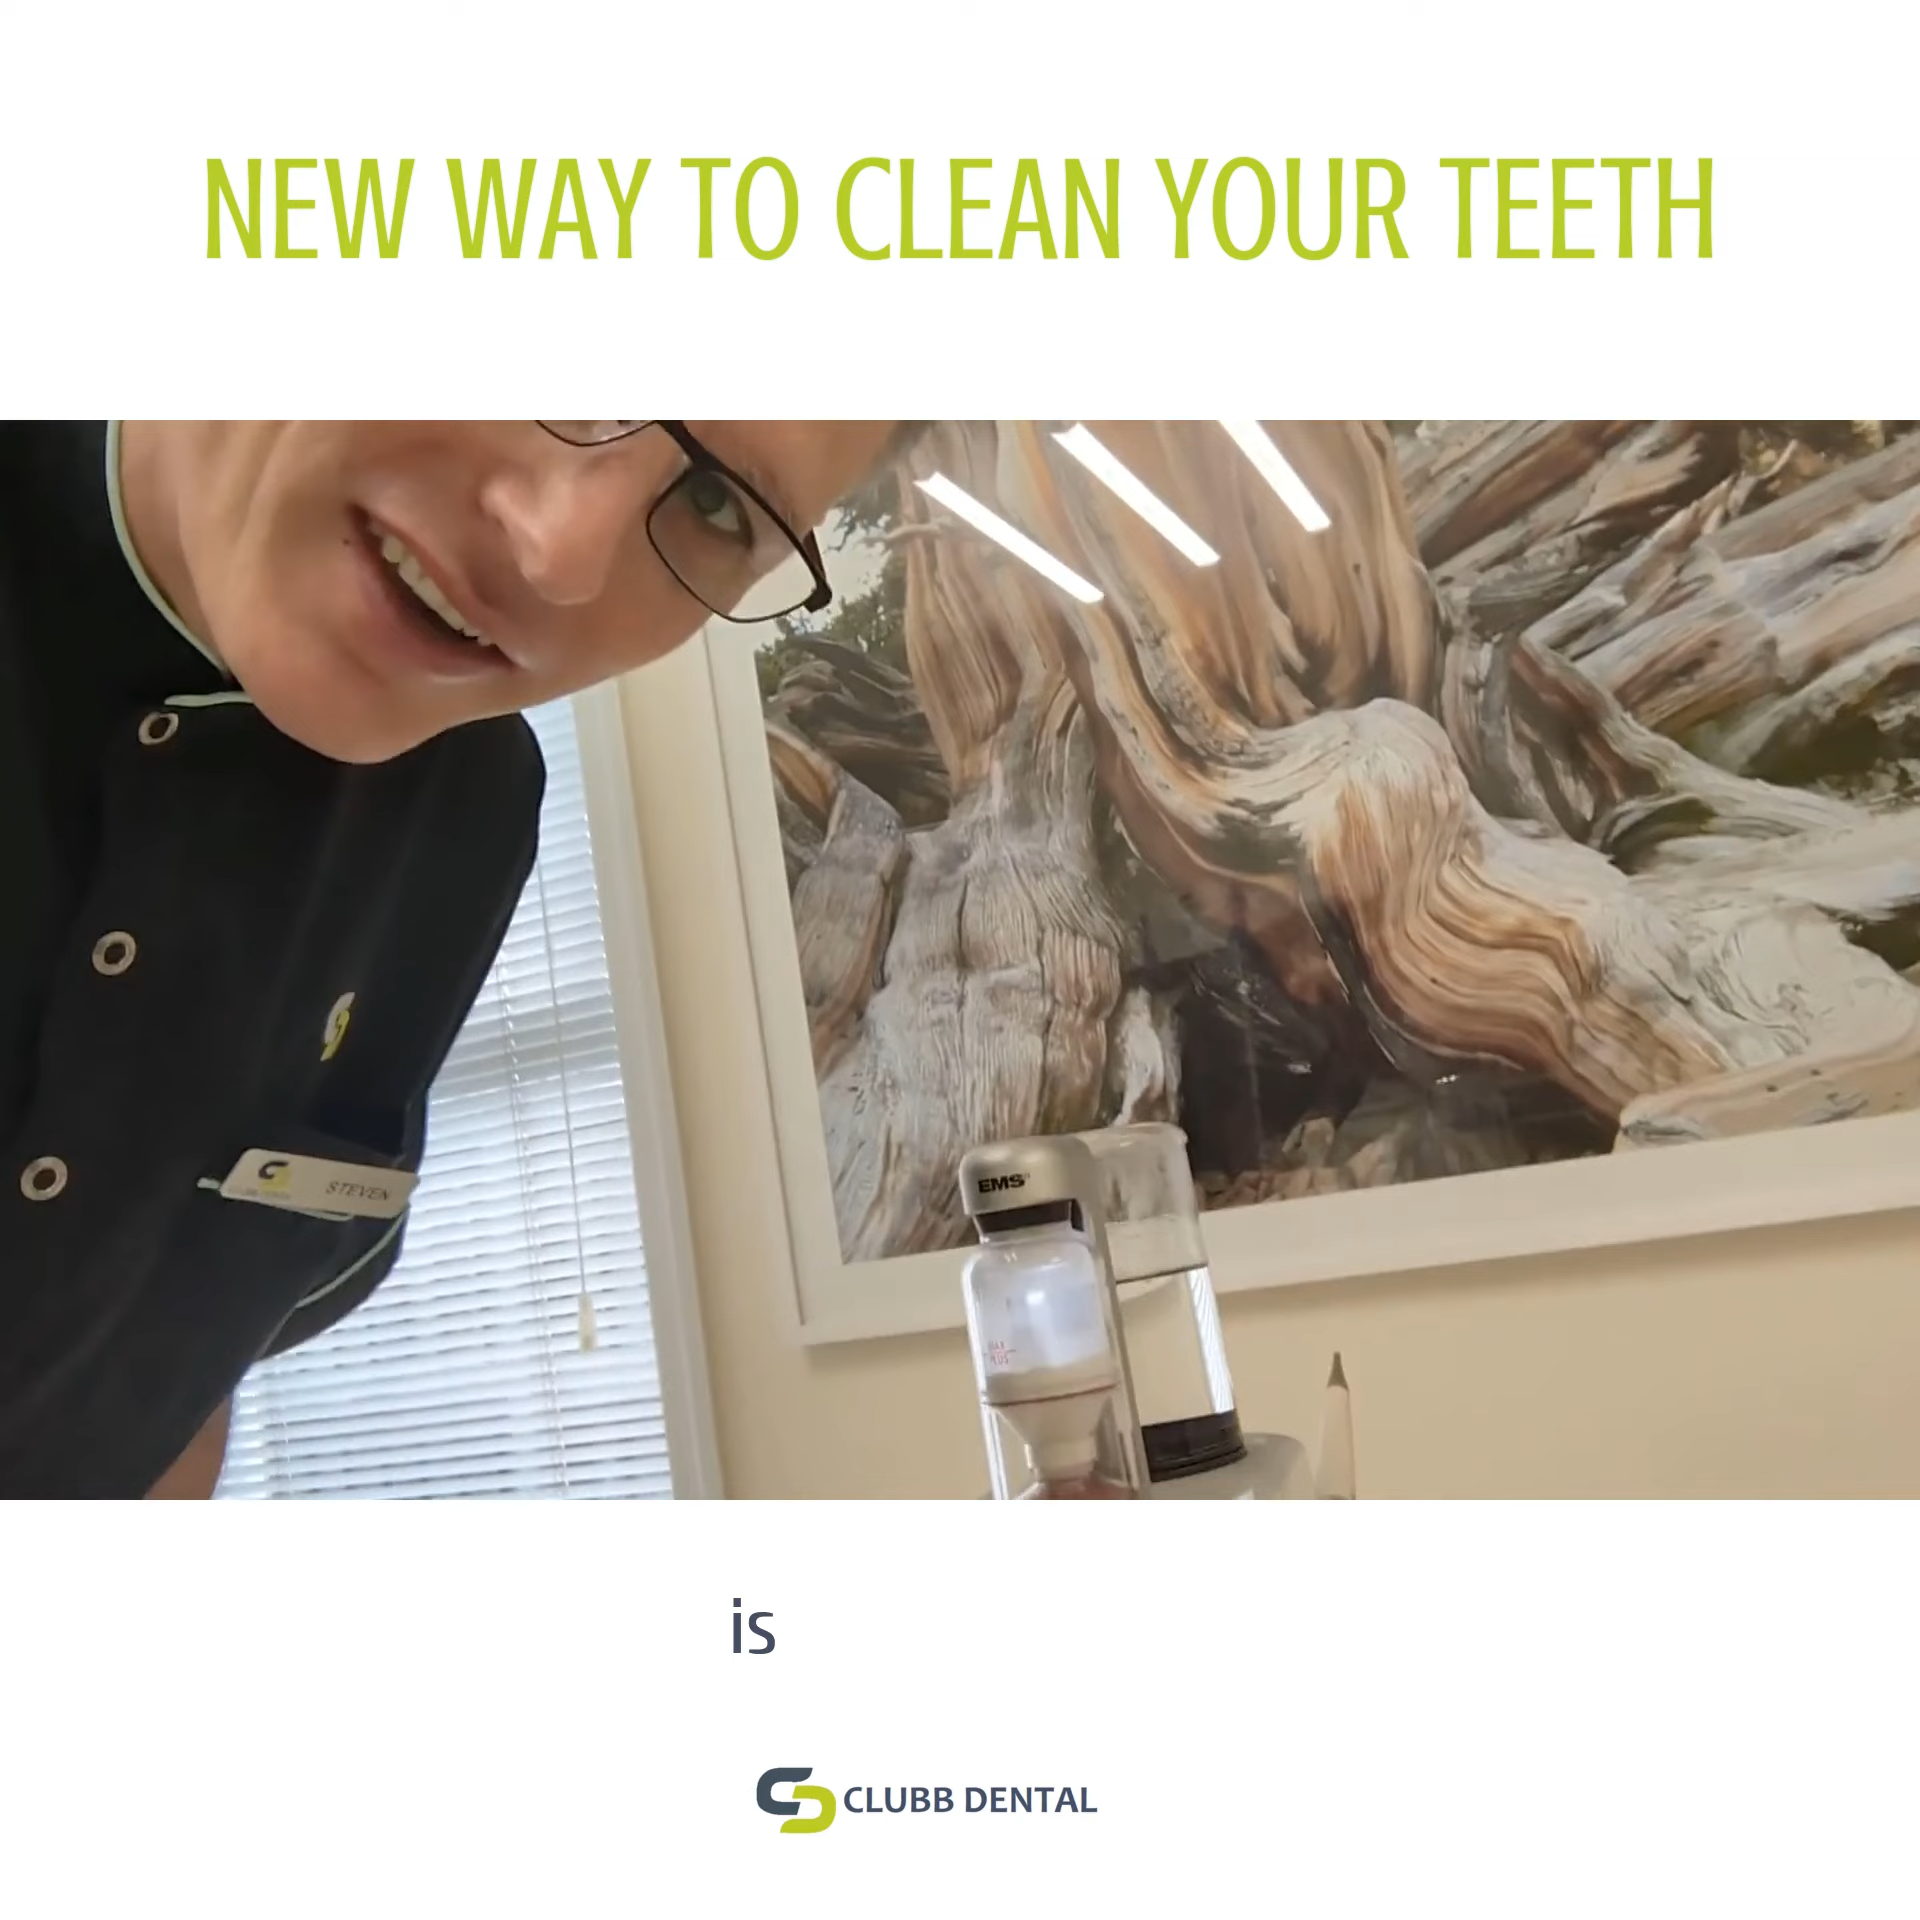 NEW WAY TO CLEAN YOUR TEETH
STEVEN
EMS
is
CLUBB DENTAL